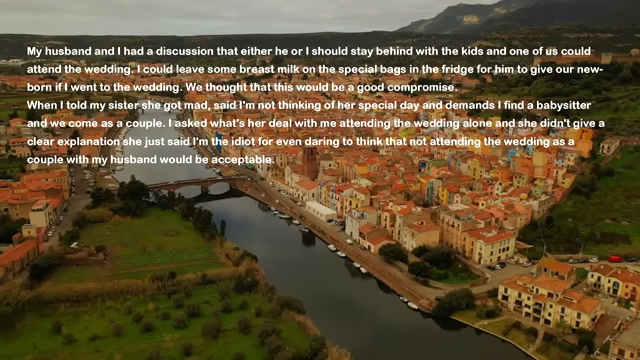 My husband and I had a discussion that either he or I should stay behind with the kids and one of us could
attend the wedding. I could leave some breast milk on the special bags in the fridge for him to give our new-
born if I went to the wedding. We thought that this would be a good compromise.
When I told my sister she got mad, said I'm not thinking of her special day and demands I find a babysitter
and we come as a couple. I asked what's her deal with me attending the wedding alone and she didn't give a
clear explanation she just said I'm the idiot for even daring to think that not attending the wedding as a
couple with my husband would be acceptable.